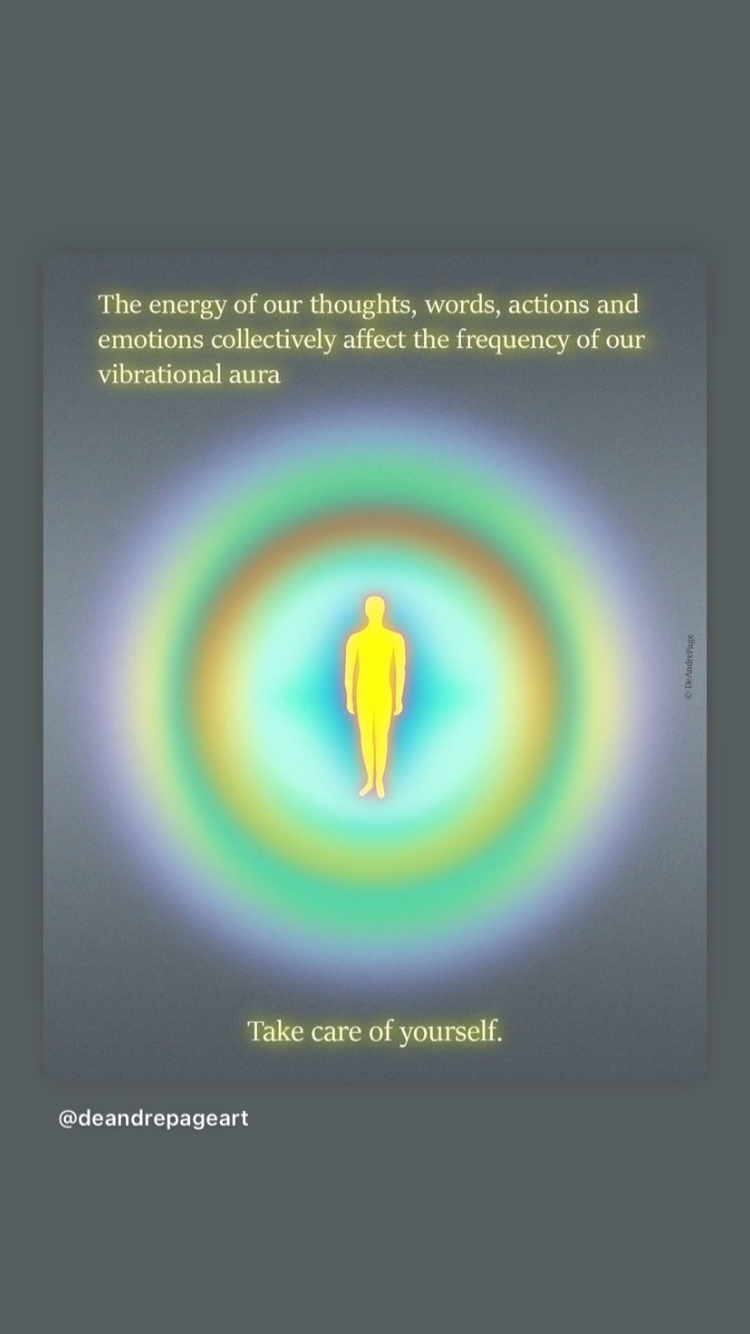 The energy of our thoughts, words, actions and
emotions collectively affect the frequency of our
vibrational aura
© DeAndrePage
Take care of yourself.
@deandrepageart